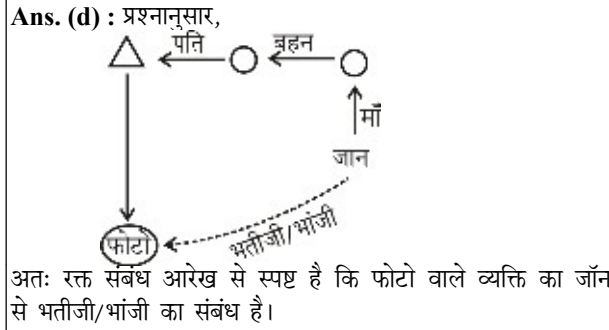 Ans. (d) : प्रश्नानुसार,
पति
बहन
माँ
जान
फोटो
भतीजी/भांजी
अतः रक्त संबंध आरेख से स्पष्ट है कि फोटो वाले व्यक्ति का जॉन
से भतीजी/भांजी का संबंध है।